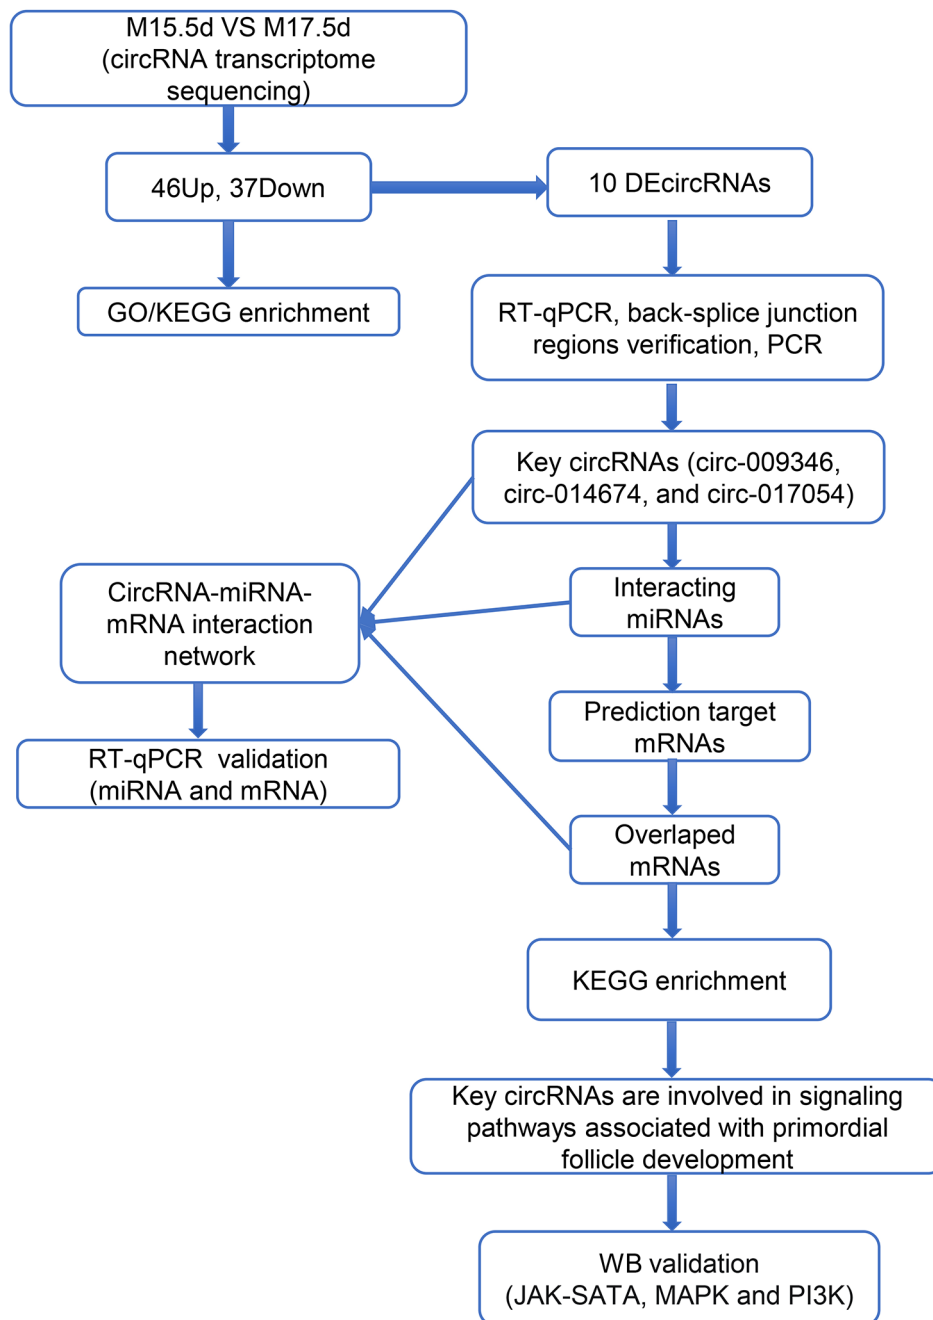 M15.5d VS M17.5d
(circRNA transcriptome
sequencing)
46Up, 37Down
10 DEcircRNAs
GO/KEGG enrichment
RT-qPCR, back-splice junction
regions verification, PCR
Key circRNAs (circ-009346,
circ-014674, and circ-017054)
CircRNA-miRNA-
mRNA interaction
network
Interacting
miRNAs
Prediction target
mRNAs
RT-qPCR validation
(miRNA and mRNA)
Overlaped
mRNAs
KEGG enrichment
Key circRNAs are involved in signaling
pathways associated with primordial
follicle development
WB validation
(JAK-SATA, MAPK and PI3K)